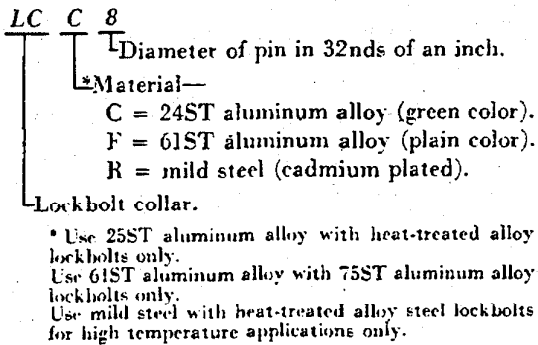 LC C 8
Diameter of pin in 32nds of an inch.
*Material—
C = 24ST aluminum alloy (green color).
F = 61ST aluminum alloy (plain color).
R = mild steel (cadmium plated).
Lockbolt collar.
* Use 25ST aluminum alloy with heat-treated alloy
lockbolts only.
Use 61ST aluminum alloy with 75ST aluminum alloy
lockbolts only.
Use mild steel with heat-treated alloy steel lockbolts
for high temperature applications only.